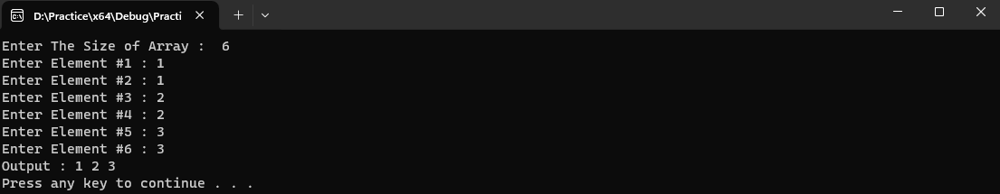 D:\Practice\x64\Debug\Practi
Enter The Size of Array :  6
Enter Element #1 : 1
Enter Element #2 : 1
Enter Element #3 : 2
Enter Element #4 : 2
Enter Element #5 : 3
Enter Element #6 : 3
Output : 1 2 3
Press any key to continue . . .